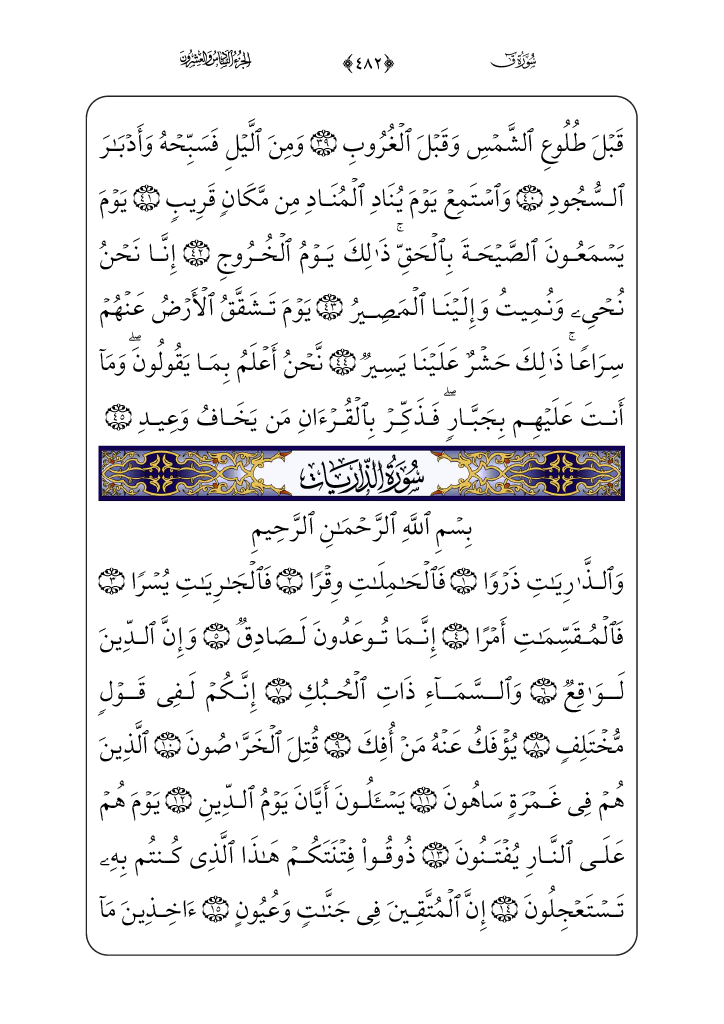 سُورَةُ قٓ ﴿٤٨٢﴾ الجُزْءُ السَّادِسُ وَالعِشْرُونَ
قَبْلَ طُلُوعِ ٱلشَّمْسِ وَقَبْلَ ٱلْغُرُوبِ ٣٩ وَمِنَ ٱلَّيْلِ فَسَبِّحْهُ وَأَدْبَـٰرَ
ٱلسُّجُودِ ٤٠ وَٱسْتَمِعْ يَوْمَ يُنَادِ ٱلْمُنَادِ مِن مَّكَانٍ قَرِيبٍ ٤١ يَوْمَ
يَسْمَعُونَ ٱلصَّيْحَةَ بِٱلْحَقِّ ۚ ذَٰلِكَ يَوْمُ ٱلْخُرُوجِ ٤٢ إِنَّا نَحْنُ
نُحْىِۦ وَنُمِيتُ وَإِلَيْنَا ٱلْمَصِيرُ ٤٣ يَوْمَ تَشَقَّقُ ٱلْأَرْضُ عَنْهُمْ
سِرَاعًا ۚ ذَٰلِكَ حَشْرٌ عَلَيْنَا يَسِيرٌ ٤٤ نَّحْنُ أَعْلَمُ بِمَا يَقُولُونَ ۖ وَمَآ
أَنتَ عَلَيْهِم بِجَبَّارٍ ۖ فَذَكِّرْ بِٱلْقُرْءَانِ مَن يَخَافُ وَعِيدِ ٤٥
سُورَةُ الذَّارِيَاتِ
بِسْمِ ٱللَّهِ ٱلرَّحْمَـٰنِ ٱلرَّحِيمِ
وَٱلذَّٰرِيَـٰتِ ذَرْوًا ١ فَٱلْحَـٰمِلَـٰتِ وِقْرًا ٢ فَٱلْجَـٰرِيَـٰتِ يُسْرًا ٣
فَٱلْمُقَسِّمَـٰتِ أَمْرًا ٤ إِنَّمَا تُوعَدُونَ لَصَادِقٌ ٥ وَإِنَّ ٱلدِّينَ
لَوَٰقِعٌ ٦ وَٱلسَّمَآءِ ذَاتِ ٱلْحُبُكِ ٧ إِنَّكُمْ لَفِى قَوْلٍ
مُّخْتَلِفٍ ٨ يُؤْفَكُ عَنْهُ مَنْ أُفِكَ ٩ قُتِلَ ٱلْخَرَّٰصُونَ ١٠ ٱلَّذِينَ
هُمْ فِى غَمْرَةٍ سَاهُونَ ١١ يَسْـَٔلُونَ أَيَّانَ يَوْمُ ٱلدِّينِ ١٢ يَوْمَ هُمْ
عَلَى ٱلنَّارِ يُفْتَنُونَ ١٣ ذُوقُوا۟ فِتْنَتَكُمْ هَـٰذَا ٱلَّذِى كُنتُم بِهِۦ
تَسْتَعْجِلُونَ ١٤ إِنَّ ٱلْمُتَّقِينَ فِى جَنَّـٰتٍ وَعُيُونٍ ١٥ ءَاخِذِينَ مَآ